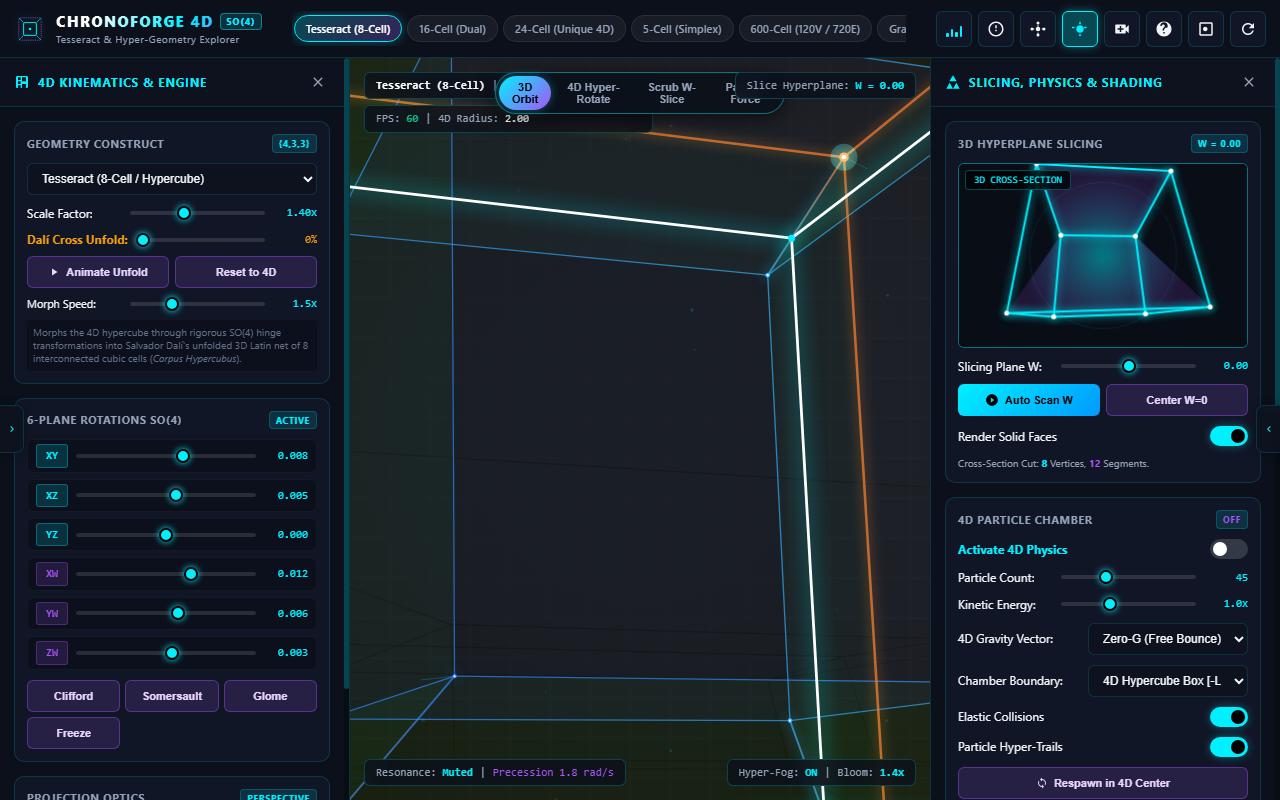 CHRONOFORGE 4D SO(4)
Tesseract & Hyper-Geometry Explorer
Tesseract (8-Cell)
16-Cell (Dual)
24-Cell (Unique 4D)
5-Cell (Simplex)
600-Cell (120V / 720E)
Gra
4D KINEMATICS & ENGINE
GEOMETRY CONSTRUCT {4,3,3}
Tesseract (8-Cell / Hypercube)
Scale Factor: 1.40x
Dalí Cross Unfold: 0%
Animate Unfold
Reset to 4D
Morph Speed: 1.5x
Morphs the 4D hypercube through rigorous SO(4) hinge
transformations into Salvador Dalí's unfolded 3D Latin net of 8
interconnected cubic cells (Corpus Hypercubus).
6-PLANE ROTATIONS SO(4) ACTIVE
XY 0.008
XZ 0.005
YZ 0.000
XW 0.012
YW 0.006
ZW 0.003
Clifford
Somersault
Glome
Freeze
PROJECTION OPTICS PERSPECTIVE
Tesseract (8-Cell) |
3D
Orbit
4D Hyper-
Rotate
Scrub W-
Slice
Pa
Force
Slice Hyperplane: W = 0.00
FPS: 60 | 4D Radius: 2.00
Resonance: Muted | Precession 1.8 rad/s
Hyper-Fog: ON | Bloom: 1.4x
SLICING, PHYSICS & SHADING
3D HYPERPLANE SLICING W = 0.00
3D CROSS-SECTION
Slicing Plane W: 0.00
Auto Scan W
Center W=0
Render Solid Faces
Cross-Section Cut: 8 Vertices, 12 Segments.
4D PARTICLE CHAMBER OFF
Activate 4D Physics
Particle Count: 45
Kinetic Energy: 1.0x
4D Gravity Vector: Zero-G (Free Bounce)
Chamber Boundary: 4D Hypercube Box [-L
Elastic Collisions
Particle Hyper-Trails
Respawn in 4D Center